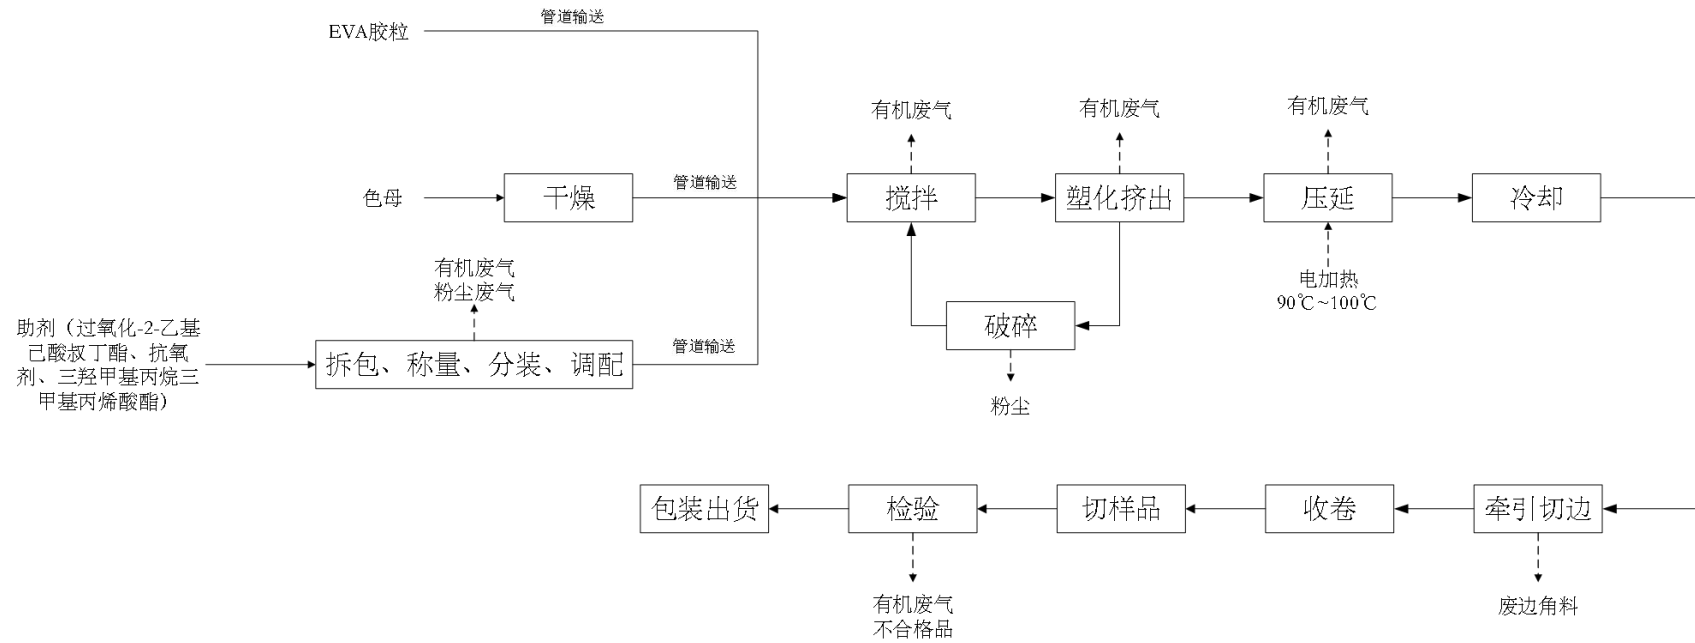 管道输送
EVA胶粒
有机废气
有机废气
有机废气
色母
干燥
管道输送
搅拌
塑化挤出
压延
冷却
有机废气
粉尘废气
电加热
90℃~100℃
助剂（过氧化-2-乙基
己酸叔丁酯、抗氧
剂、三羟甲基丙烷三
甲基丙烯酸酯）
拆包、称量、分装、调配
管道输送
破碎
粉尘
包装出货
检验
切样品
收卷
牵引切边
有机废气
不合格品
废边角料